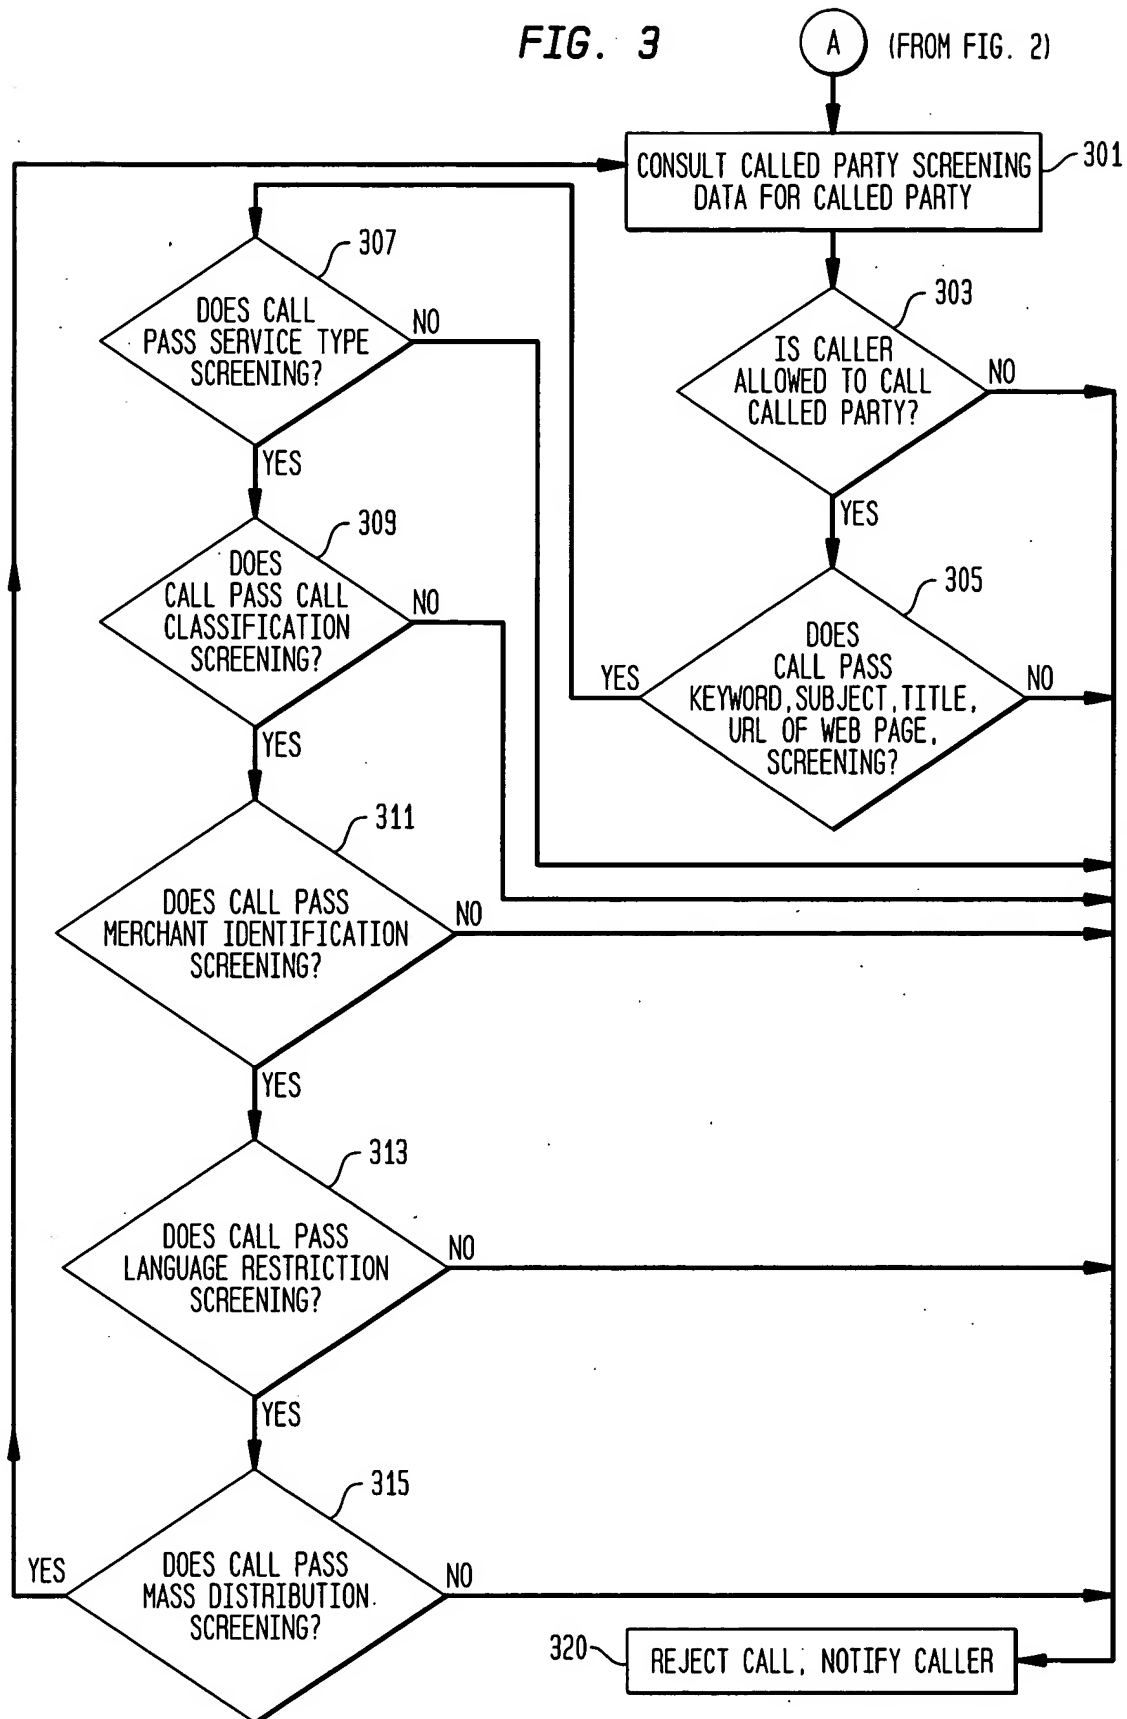 FIG. 3
A
(FROM FIG. 2)
CONSULT CALLED PARTY SCREENING
DATA FOR CALLED PARTY
301
303
IS CALLER
ALLOWED TO CALL
CALLED PARTY?
NO
YES
305
DOES
CALL PASS
KEYWORD,SUBJECT,TITLE,
URL OF WEB PAGE,
SCREENING?
NO
YES
307
DOES CALL
PASS SERVICE TYPE
SCREENING?
NO
YES
309
DOES
CALL PASS CALL
CLASSIFICATION
SCREENING?
NO
YES
311
DOES CALL PASS
MERCHANT IDENTIFICATION
SCREENING?
NO
YES
313
DOES CALL PASS
LANGUAGE RESTRICTION
SCREENING?
NO
YES
315
DOES CALL PASS
MASS DISTRIBUTION
SCREENING?
YES
NO
320
REJECT CALL, NOTIFY CALLER